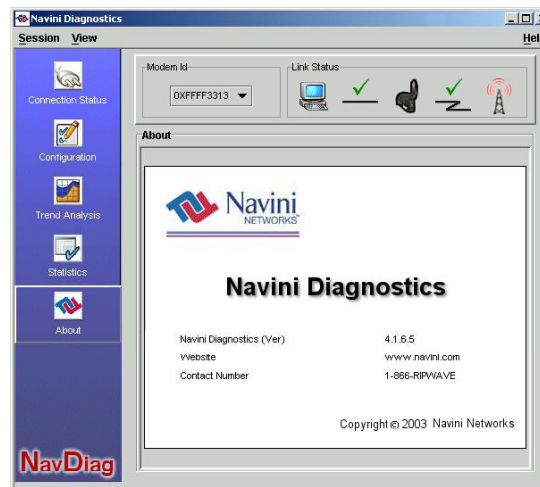 Navini Diagnostics
Session View Hel
Modem Id
0XFFFF3313
Link Status
Connection Status
Configuration
Trend Analysis
Statistics
About
NavDiag
About
Navini
NETWORKS
Navini Diagnostics
Navini Diagnostics (Ver) 4.1.6.5
Website www.navini.com
Contact Number 1-866-RIPWAVE
Copyright © 2003 Navini Networks